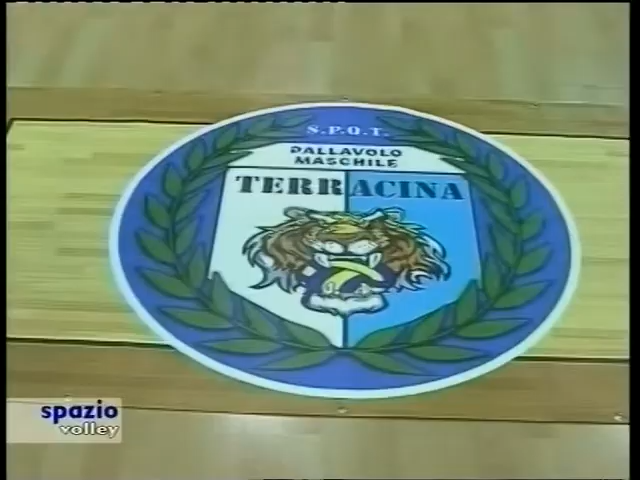 S.P.Q.T.
PALLAVOLO
MASCHILE
TERRACINA
spazio
volley